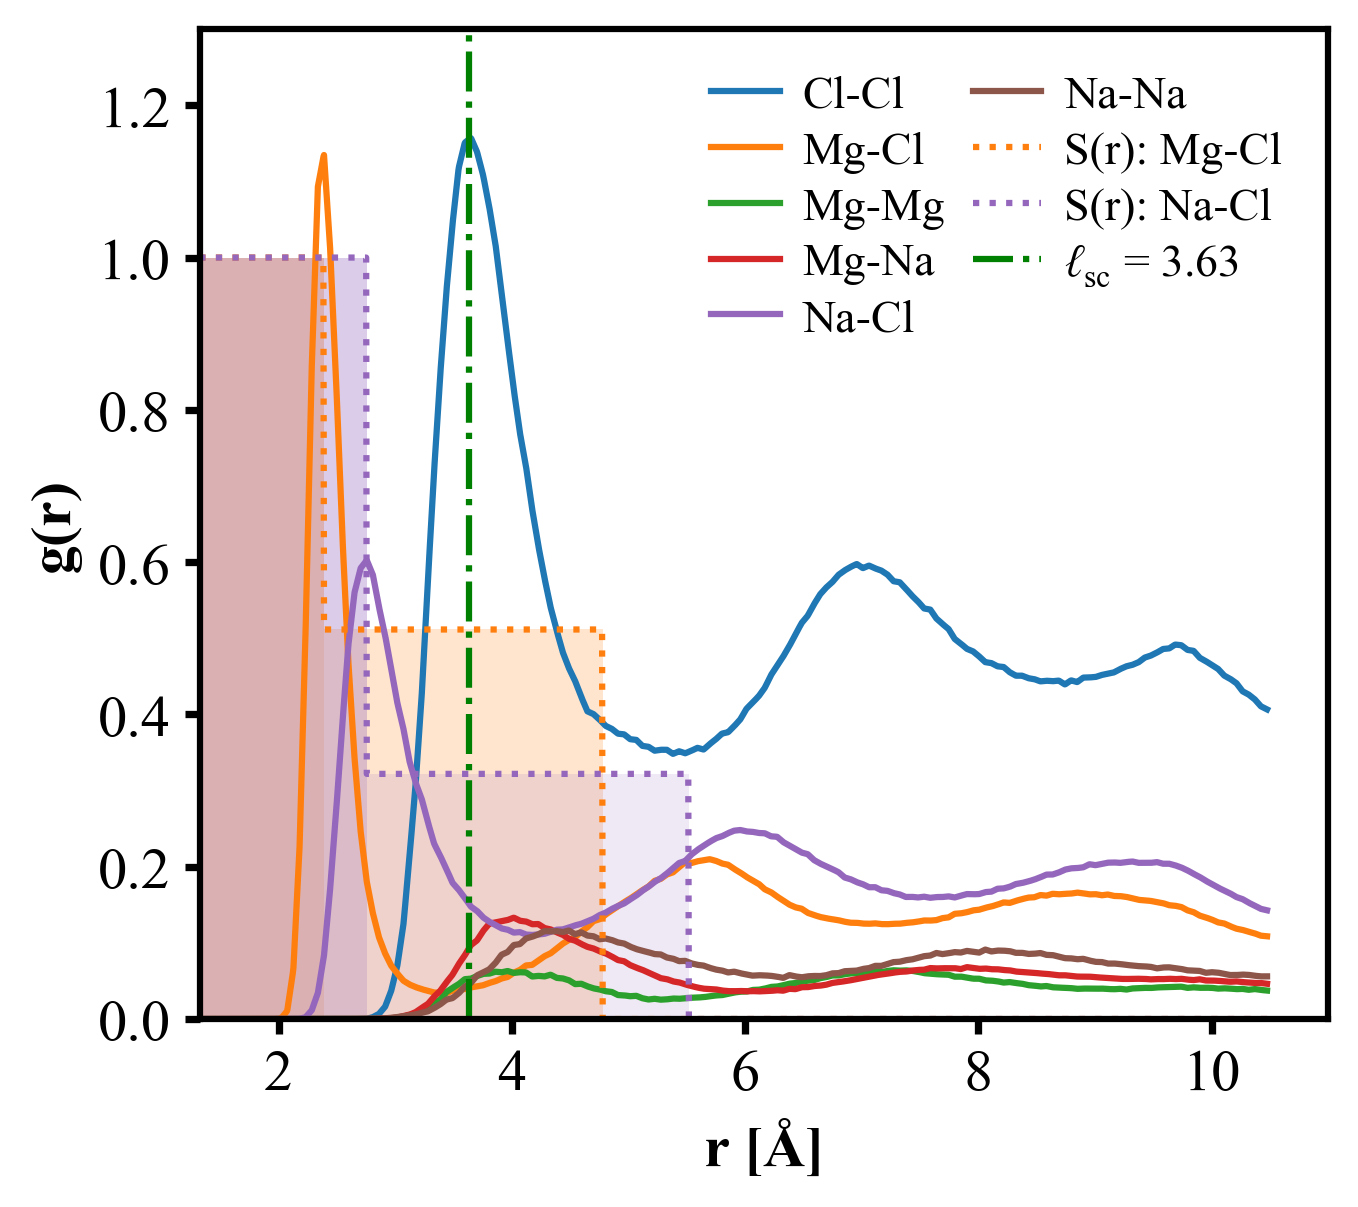 1.2
1.0
0.8
0.6
0.4
0.2
0.0
g(r)
2 4 6 8 10
r [Å]
Cl-Cl
Mg-Cl
Mg-Mg
Mg-Na
Na-Cl
Na-Na
S(r): Mg-Cl
S(r): Na-Cl
ℓsc = 3.63